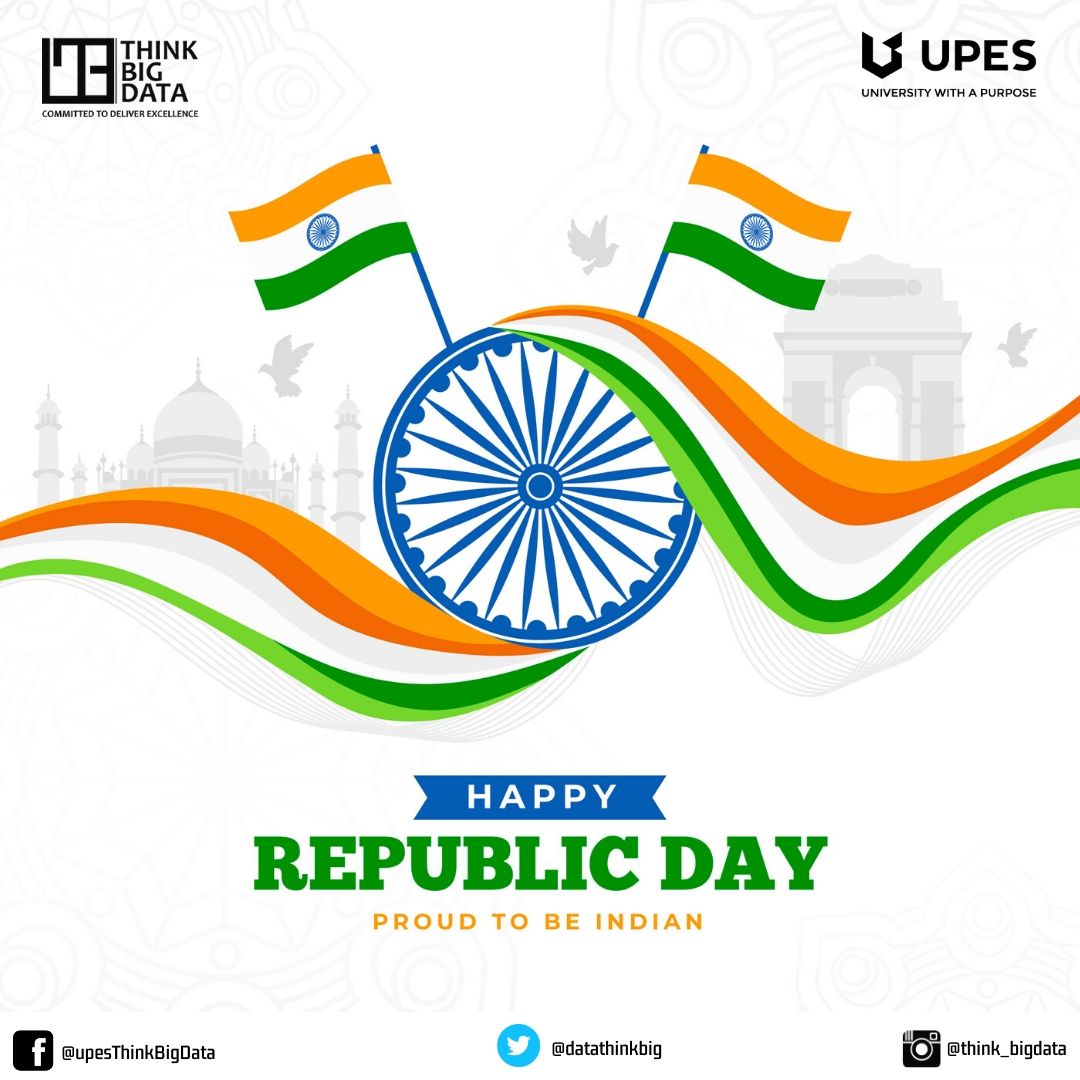 THINK
BIG
DATA
COMMITTED TO DELIVER EXCELLENCE
UPES
UNIVERSITY WITH A PURPOSE
HAPPY
REPUBLIC DAY
PROUD TO BE INDIAN
@upesThinkBigData
@datathinkbig
@think_bigdata